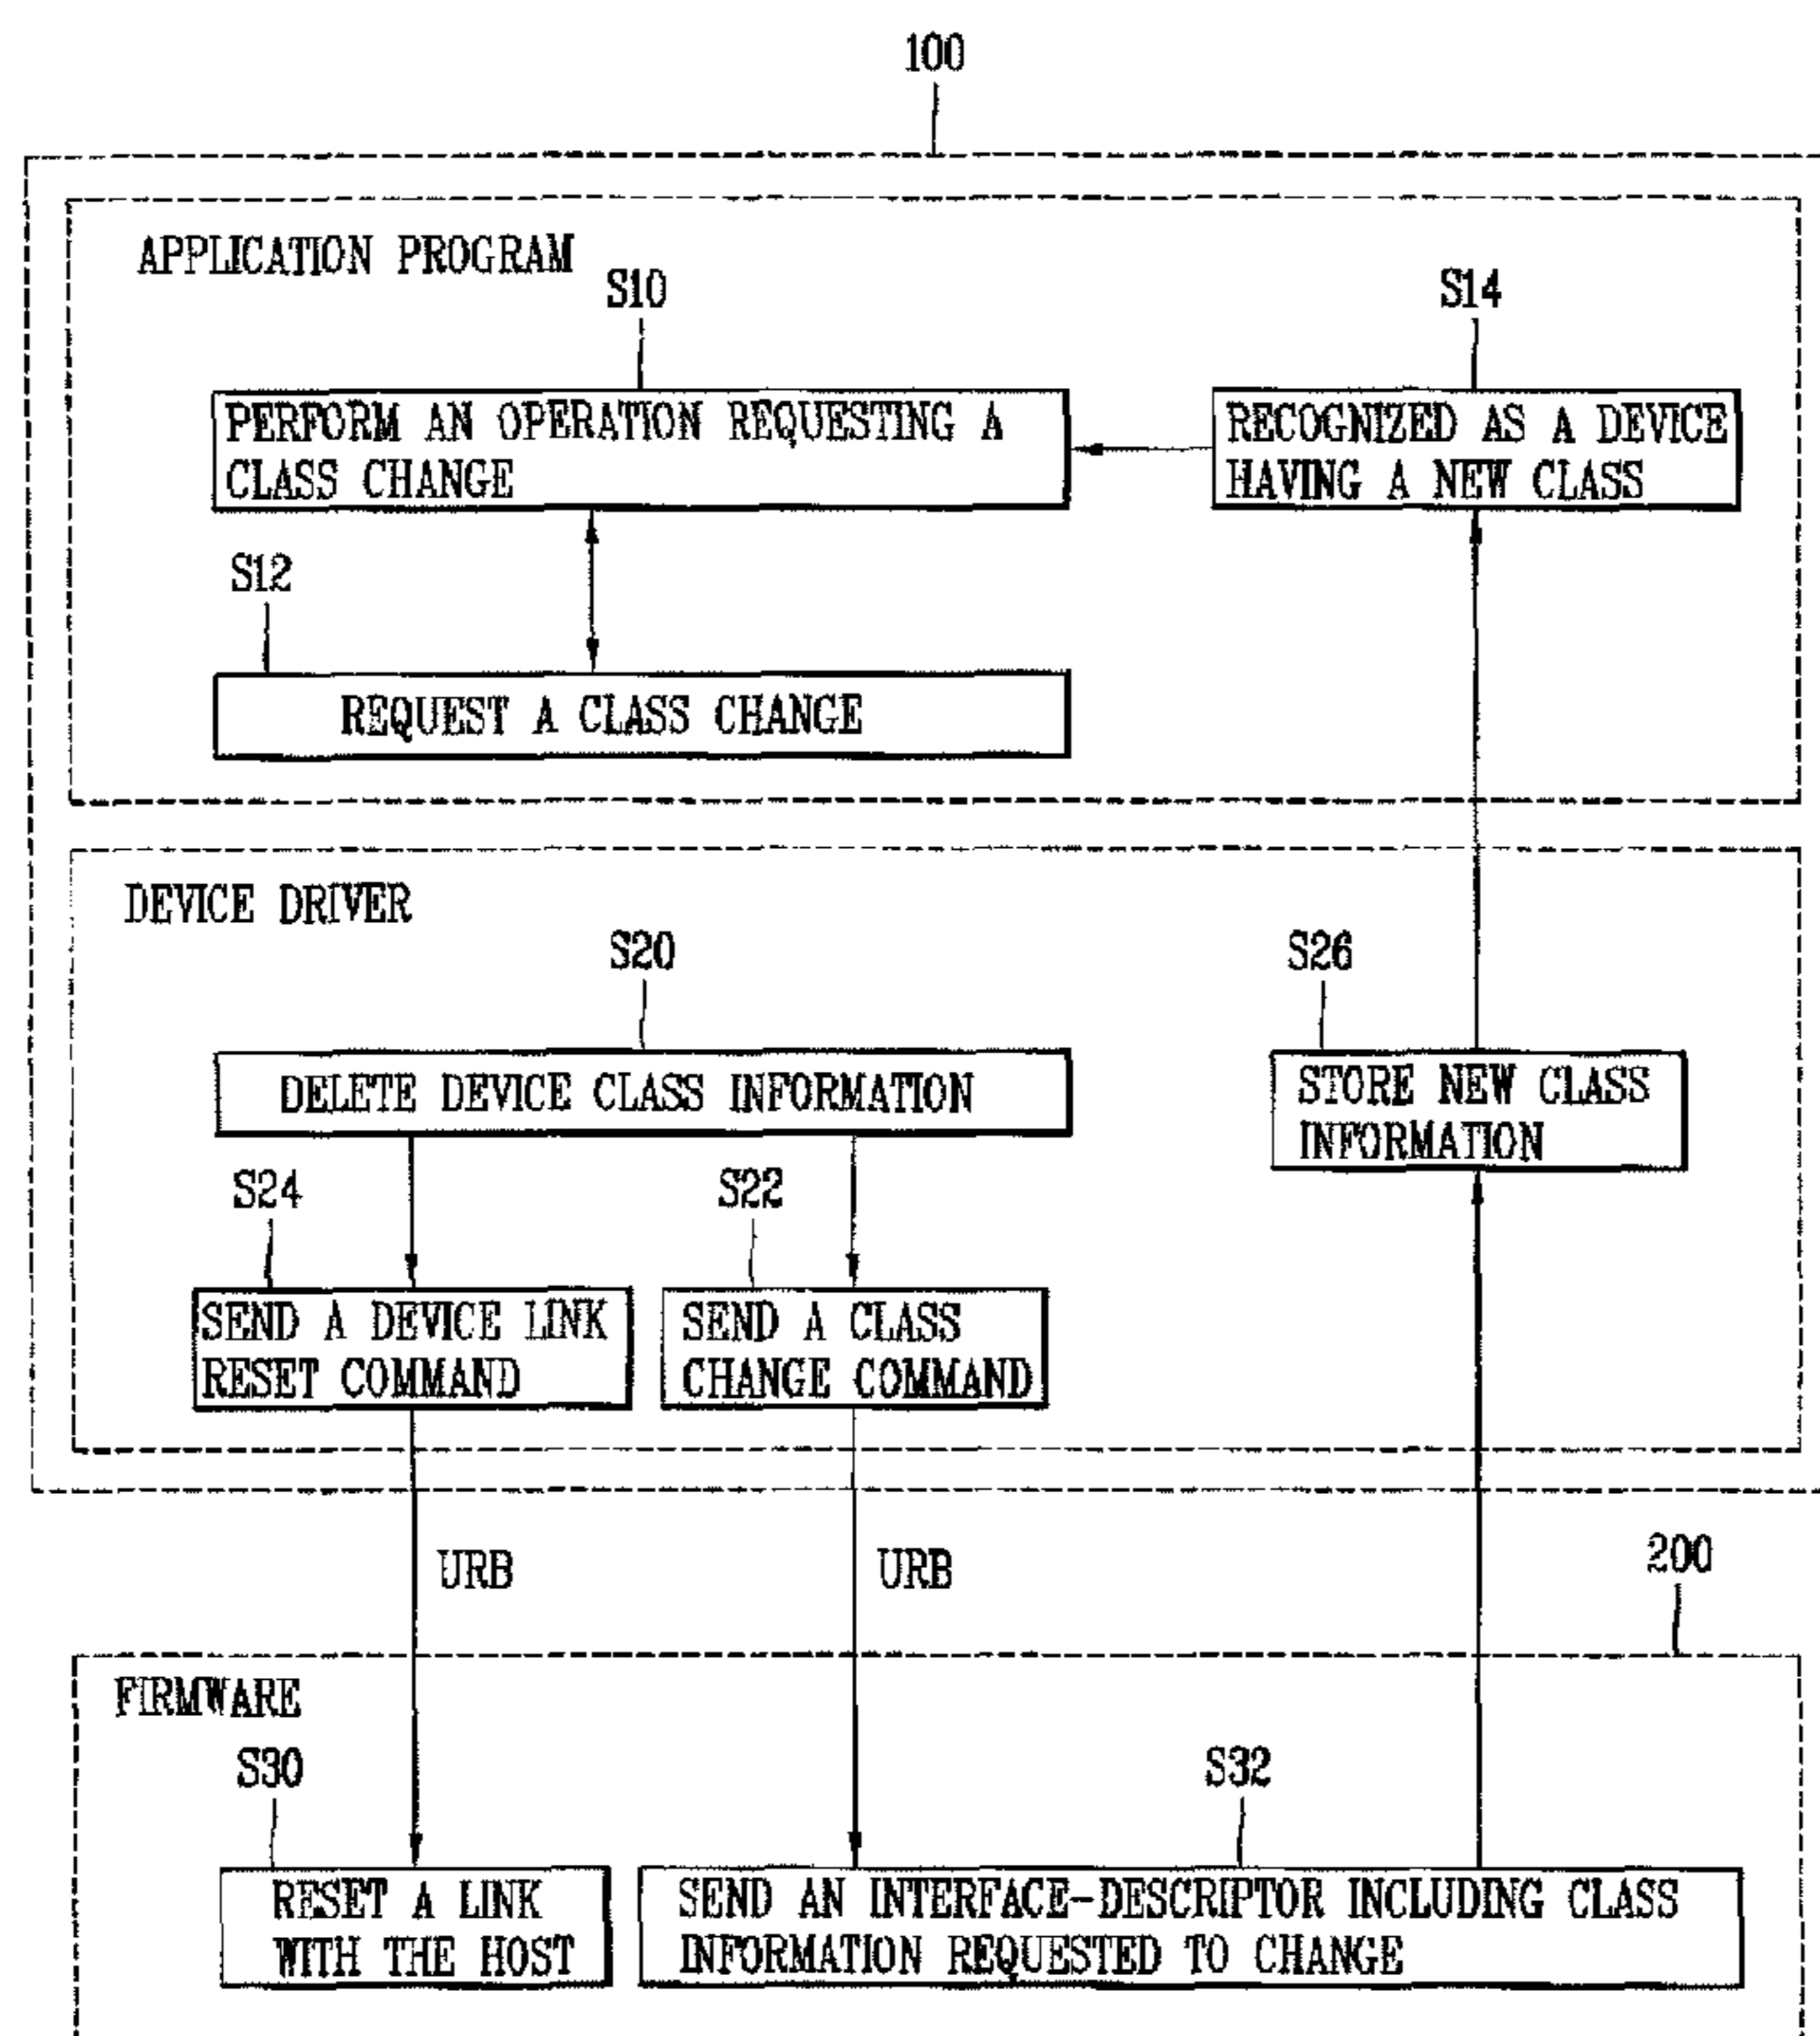 100
APPLICATION PROGRAM
S10
S14
PERFORM AN OPERATION REQUESTING A
CLASS CHANGE
RECOGNIZED AS A DEVICE
HAVING A NEW CLASS
S12
REQUEST A CLASS CHANGE
DEVICE DRIVER
S20
S26
DELETE DEVICE CLASS INFORMATION
STORE NEW CLASS
INFORMATION
S24
S22
SEND A DEVICE LINK
RESET COMMAND
SEND A CLASS
CHANGE COMMAND
URB
URB
200
FIRMWARE
S30
S32
RESET A LINK
WITH THE HOST
SEND AN INTERFACE-DESCRIPTOR INCLUDING CLASS
INFORMATION REQUESTED TO CHANGE